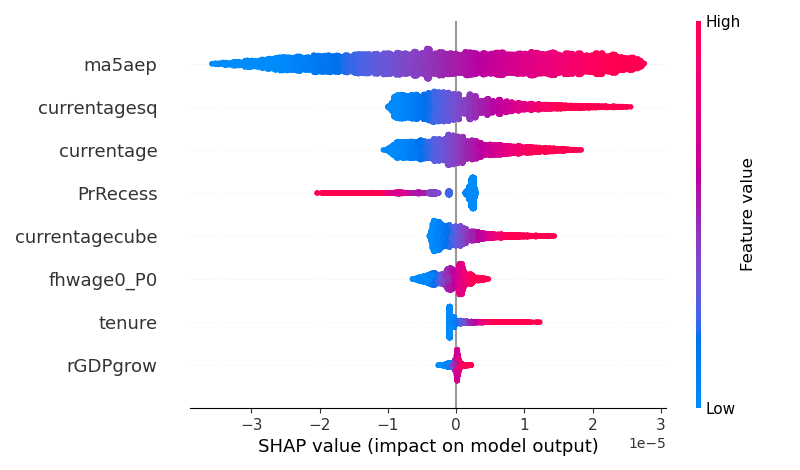 High
ma5aep
currentagesq
currentage
PrRecess
currentagecube
fhwage0_P0
tenure
rGDPgrow
Feature value
Low
−3 −2 −1 0 1 2 3
1e−5
SHAP value (impact on model output)